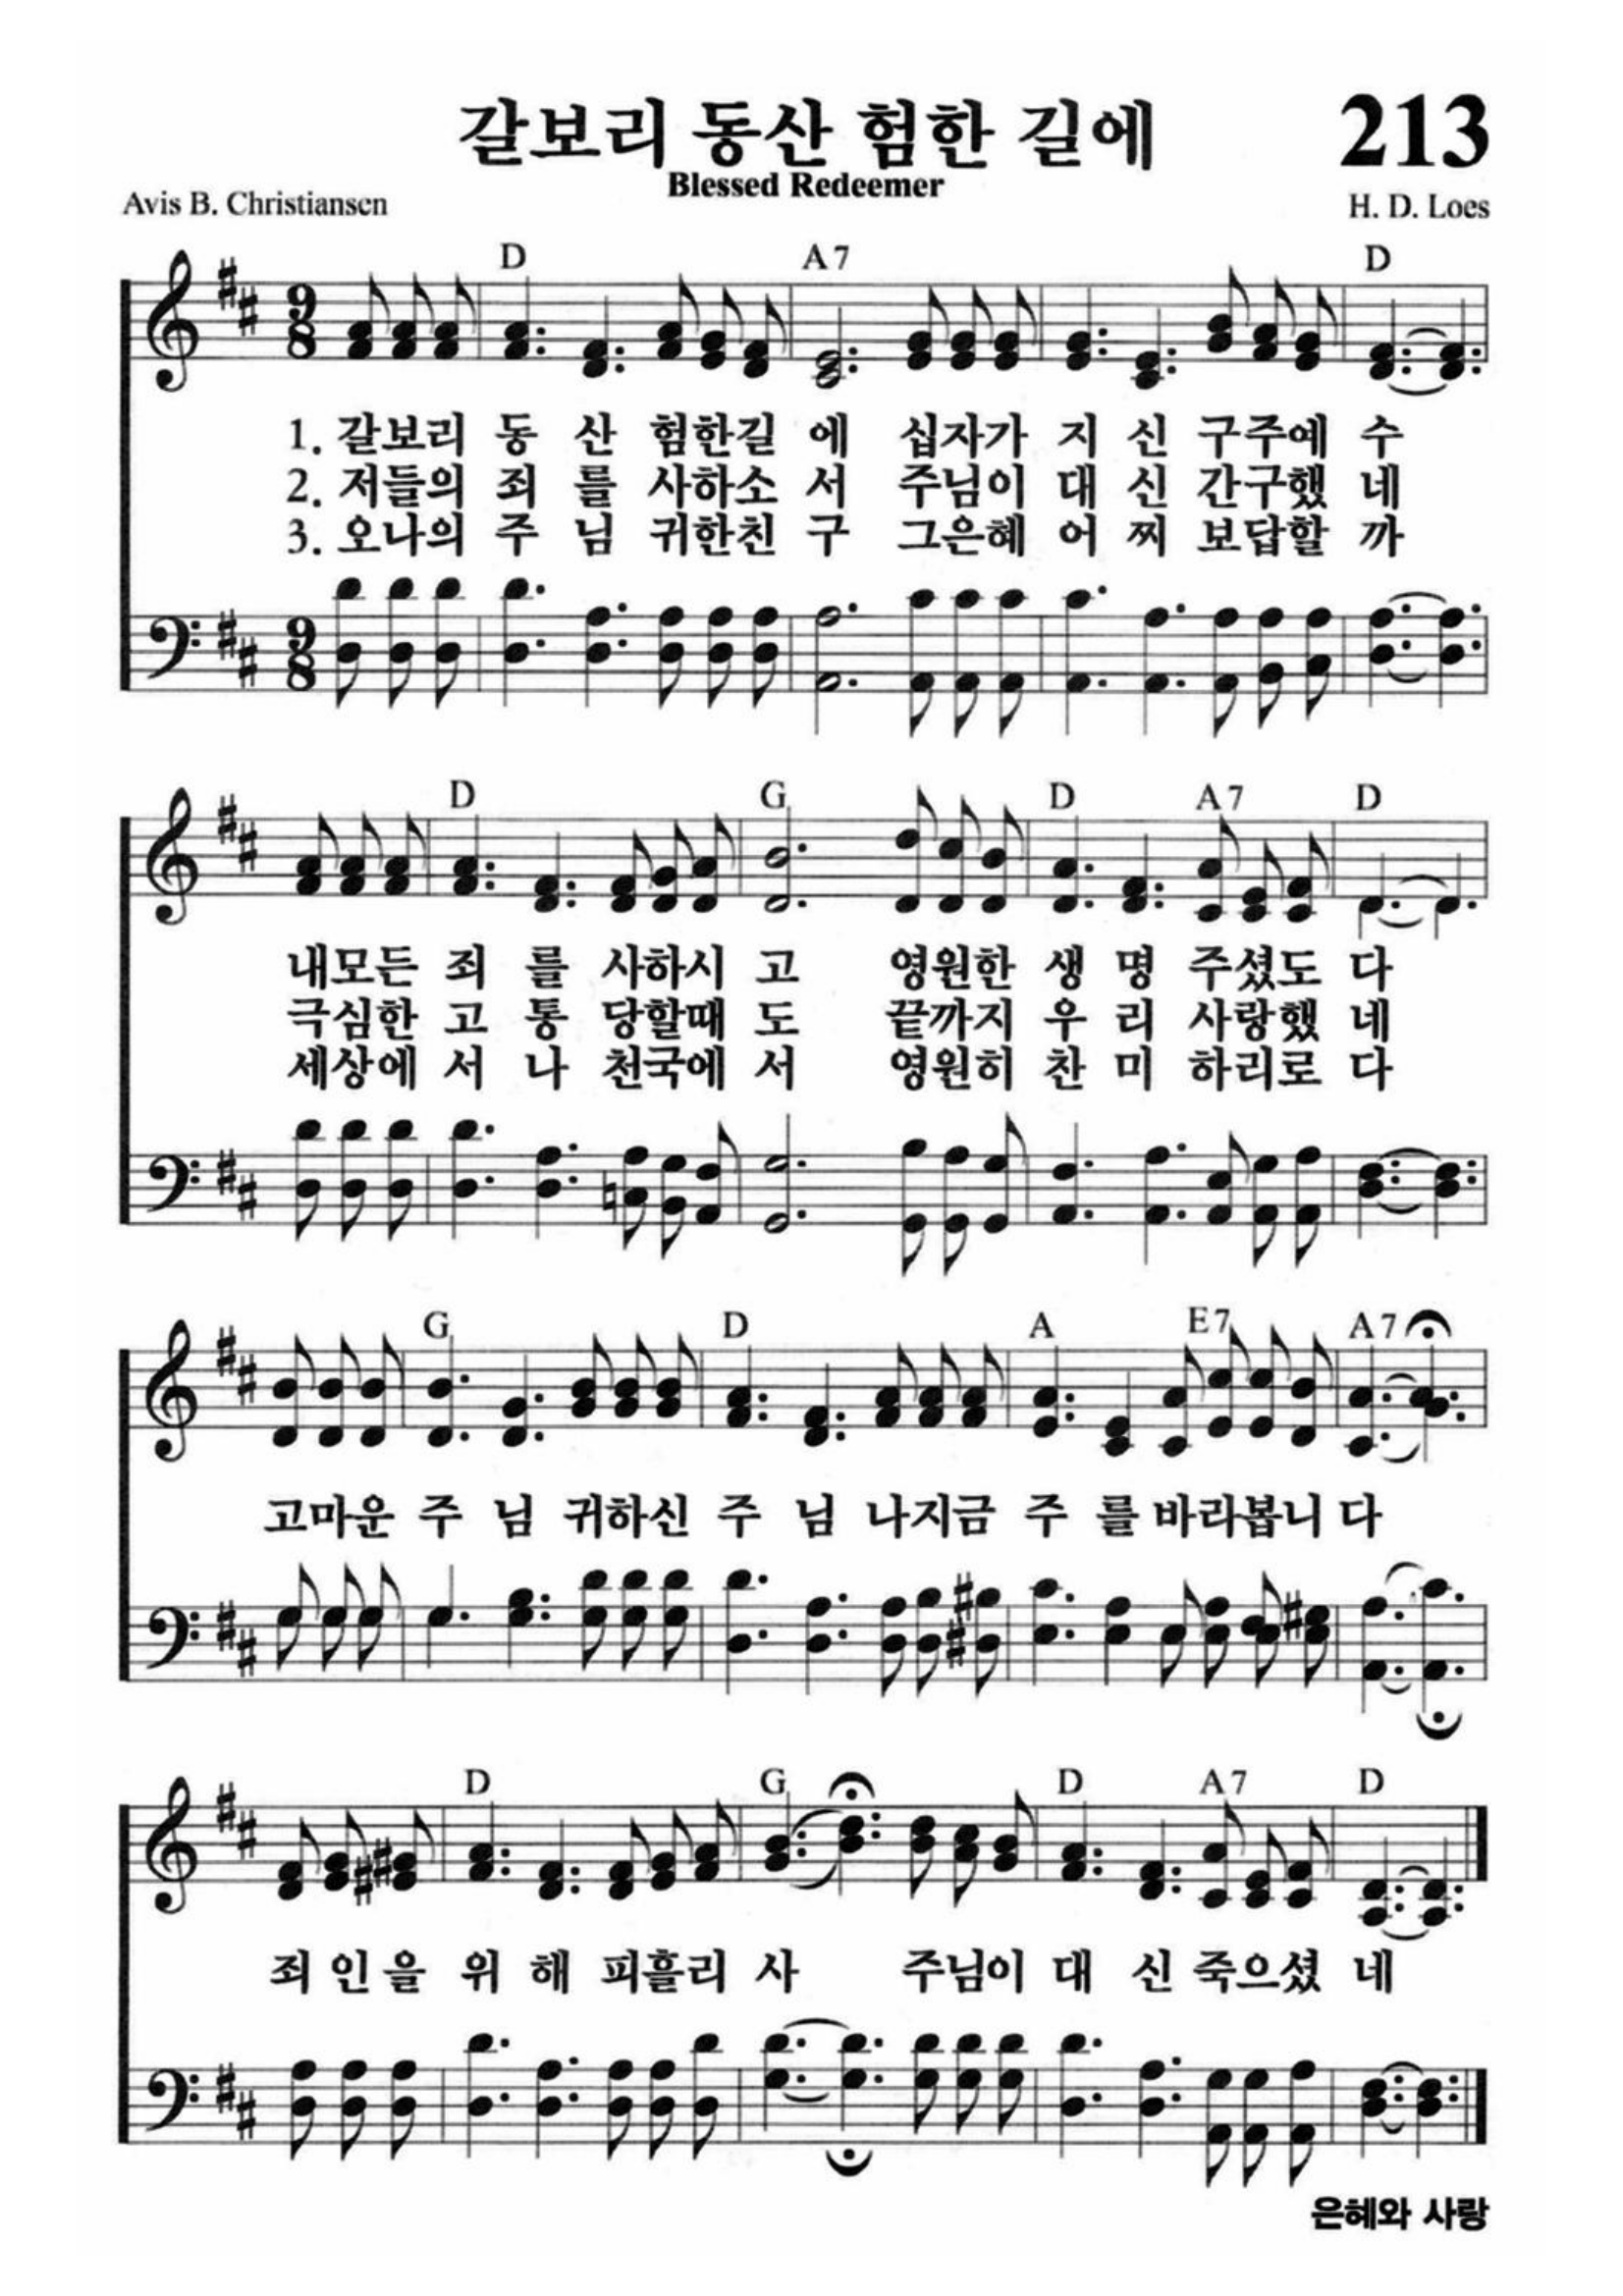 갈보리 동산 험한 길에 213
Blessed Redeemer
Avis B. Christiansen H. D. Loes
D A7 D
9 8
1. 갈보리 동 산 험한길 에 십자가 지 신 구주예 수
2. 저들의 죄 를 사하소 서 주님이 대 신 간구했 네
3. 오나의 주 님 귀한친 구 그은혜 어 찌 보답할 까
9 8
D G D A7 D
내모든 죄 를 사하시 고 영원한 생 명 주셨도 다
극심한 고 통 당할때 도 끝까지 우 리 사랑했 네
세상에 서 나 천국에 서 영원히 찬 미 하리로 다
G D A E7 A7
고마운 주 님 귀하신 주 님 나지금 주 를 바라봅니 다
D G D A7 D
죄 인 을 위 해 피흘리 사 주님이 대 신 죽으셨 네
은혜와 사랑